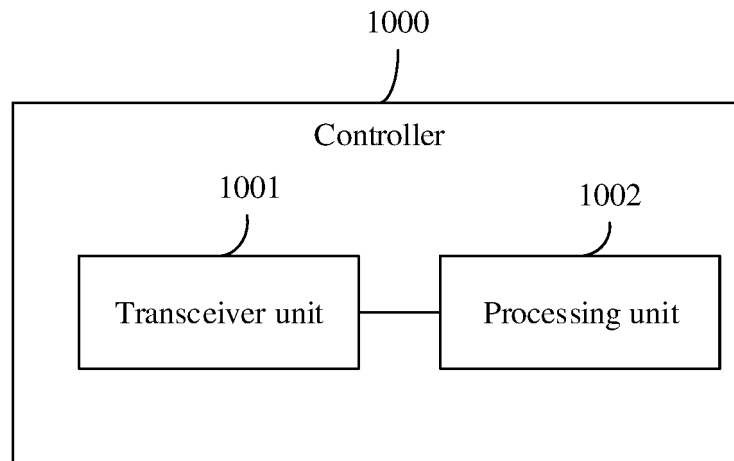 1000
Controller
1001
1002
Transceiver unit
Processing unit